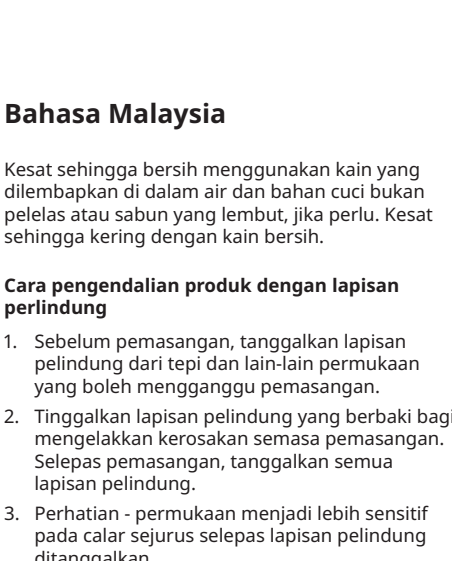 Bahasa Malaysia
Kesat sehingga bersih menggunakan kain yang
dilembapkan di dalam air dan bahan cuci bukan
pelelas atau sabun yang lembut, jika perlu. Kesat
sehingga kering dengan kain bersih.
Cara pengendalian produk dengan lapisan
perlindung
1. Sebelum pemasangan, tanggalkan lapisan
pelindung dari tepi dan lain-lain permukaan
yang boleh mengganggu pemasangan.
2. Tinggalkan lapisan pelindung yang berbaki bagi
mengelakkan kerosakan semasa pemasangan.
Selepas pemasangan, tanggalkan semua
lapisan pelindung.
3. Perhatian - permukaan menjadi lebih sensitif
pada calar sejurus selepas lapisan pelindung
ditanggalkan